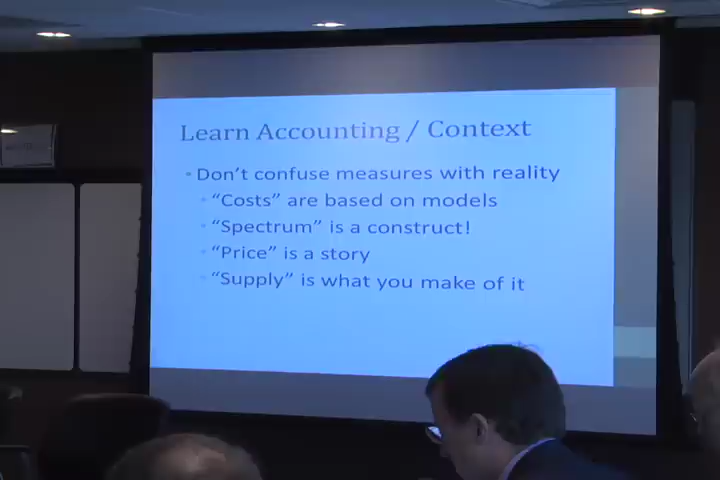 Learn Accounting / Context
• Don't confuse measures with reality
• "Costs" are based on models
• "Spectrum" is a construct!
• "Price" is a story
• "Supply" is what you make of it